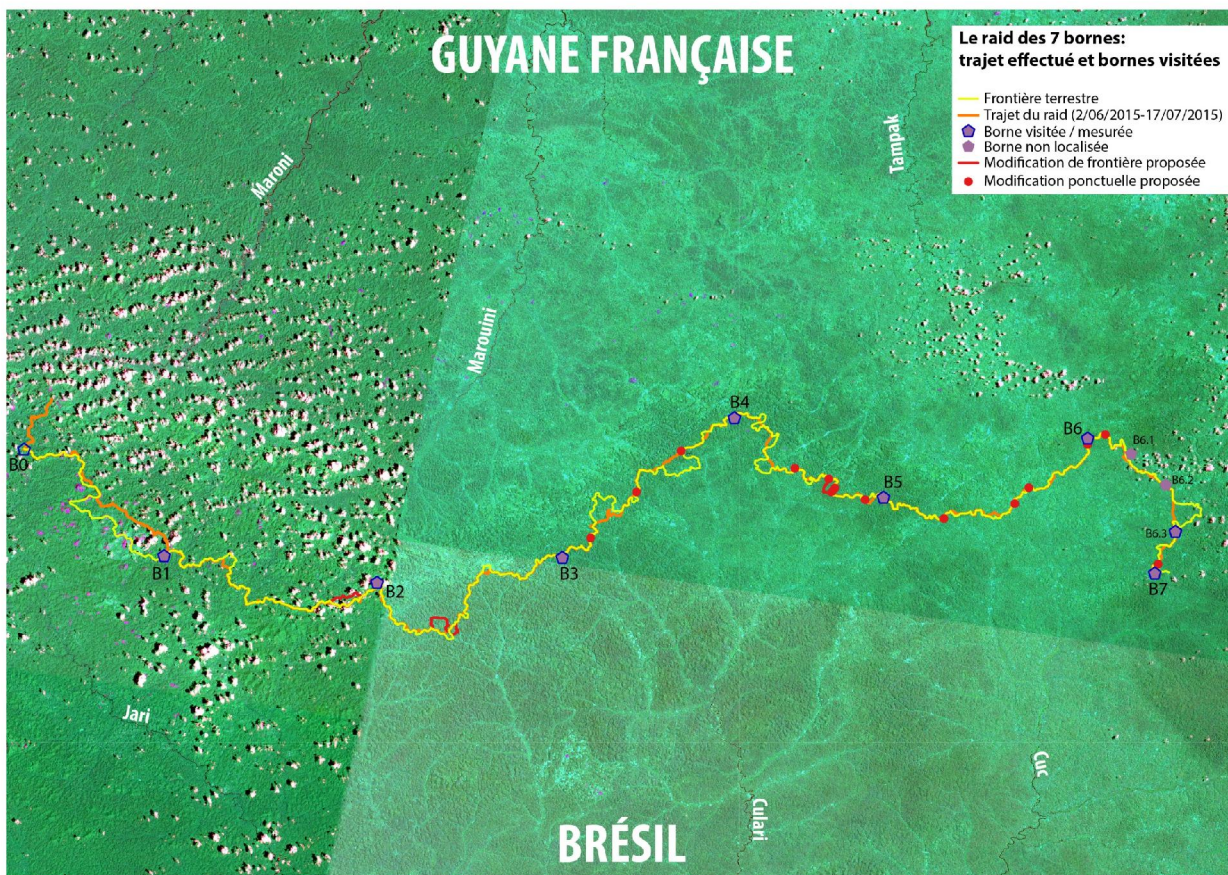 GUYANE FRANÇAISE
Le raid des 7 bornes:
trajet effectué et bornes visitées
Frontière terrestre
Trajet du raid (2/06/2015-17/07/2015)
Borne visitée / mesurée
Borne non localisée
Modification de frontière proposée
Modification ponctuelle proposée
Maroni
Tampak
Marouini
B4
B0
B6
B6.1
B6.2
B5
B6.3
B1
B3
B2
B7
Jari
Cuc
Culari
BRÉSIL